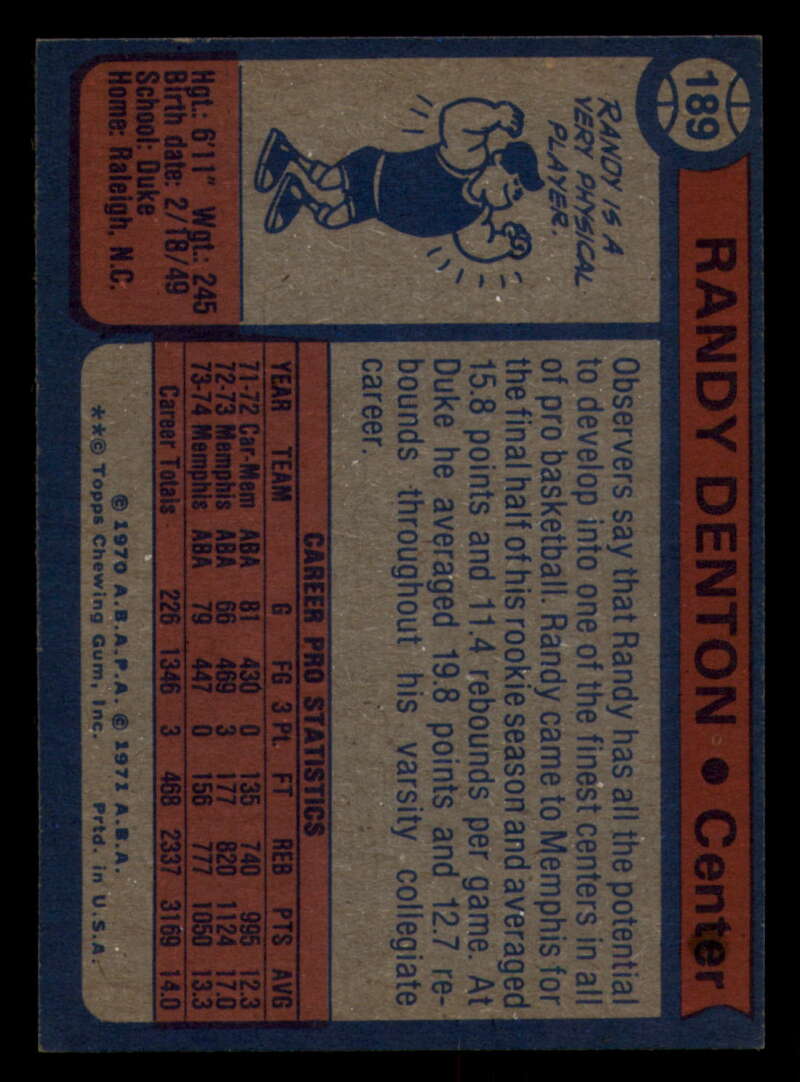 189
RANDY DENTON • Center
RANDY IS A
VERY PHYSICAL
PLAYER.
Hgt.: 6'11" Wgt.: 245
Birth date: 2/18/49
School: Duke
Home: Raleigh, N.C.
Observers say that Randy has all the potential
to develop into one of the finest centers in all
of pro basketball. Randy came to Memphis for
the final half of his rookie season and averaged
15.8 points and 11.4 rebounds per game. At
Duke he averaged 19.8 points and 12.7 re-
bounds throughout his varsity collegiate
career.
CAREER PRO STATISTICS
YEAR TEAM G FG 3 Pt. FT REB PTS AVG
71-72 Car-Mem ABA 81 430 0 135 740 995 12.3
72-73 Memphis ABA 66 469 3 177 820 1124 17.0
73-74 Memphis ABA 79 447 0 156 777 1050 13.3
Career Totals 226 1346 3 468 2337 3169 14.0
© 1970 A.B.A.P.A. © 1971 A.B.A.
**© Topps Chewing Gum, Inc. Prtd. in U.S.A.